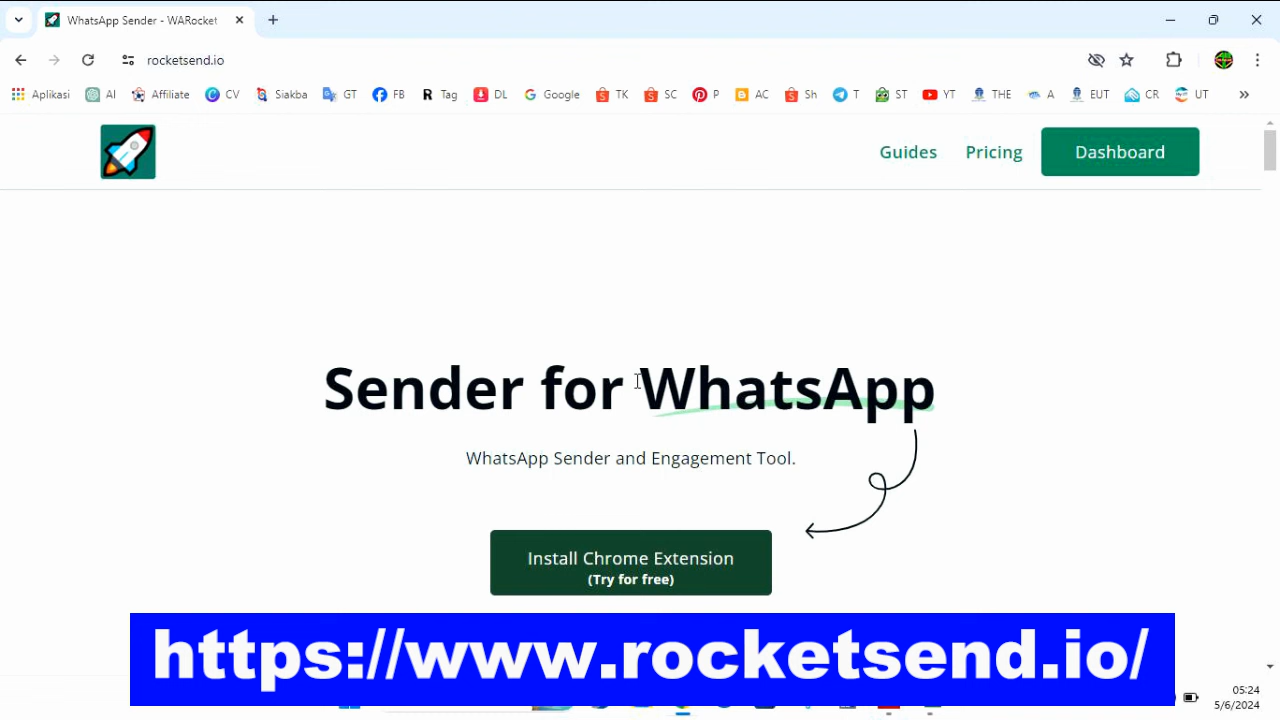 WhatsApp Sender - WARocket
rocketsend.io
Aplikasi AI Affiliate CV Siakba GT FB Tag DL Google TK SC P AC Sh T ST YT THE A EUT CR UT
Guides Pricing Dashboard
Sender for WhatsApp
WhatsApp Sender and Engagement Tool.
Install Chrome Extension
(Try for free)
https://www.rocketsend.io/
05:24
5/6/2024